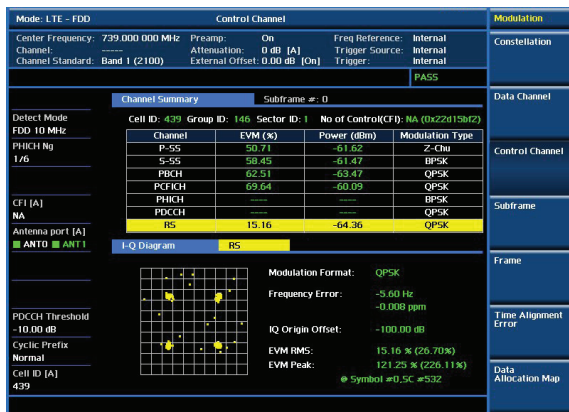 Mode: LTE - FDD Control Channel Modulation
Center Frequency: 739.000 000 MHz Preamp: On Freq Reference: Internal
Channel: ----- Attenuation: 0 dB [A] Trigger Source: Internal
Channel Standard: Band 1 (2100) External Offset: 0.00 dB [On] Trigger: Internal
Constellation
PASS
Channel Summary Subframe #: 0
Data Channel
Detect Mode
FDD 10 MHz
Cell ID: 439 Group ID: 146 Sector ID: 1 No of Control(CFI): NA (0x22d15bf2)
Channel EVM (%) Power (dBm) Modulation Type
P-SS 50.71 -61.62 Z-Chu
S-SS 58.45 -61.47 BPSK
PBCH 62.51 -63.47 QPSK
PCFICH 69.64 -60.09 QPSK
PHICH ---- ---- BPSK
PDCCH ---- ---- QPSK
RS 15.16 -64.36 QPSK
PHICH Ng
1/6
Control Channel
CFI [A]
NA
Subframe
Antenna port [A]
ANT0 ANT1
I-Q Diagram RS
Frame
Modulation Format: QPSK
Frequency Error: -5.60 Hz
-0.008 ppm
IQ Origin Offset: -100.00 dB
EVM RMS: 15.16 % (26.70%)
EVM Peak: 121.25 % (226.11%)
@ Symbol #0,SC #532
PDCCH Threshold
-10.00 dB
Time Alignment
Error
Cyclic Prefix
Normal
Cell ID [A]
439
Data
Allocation Map